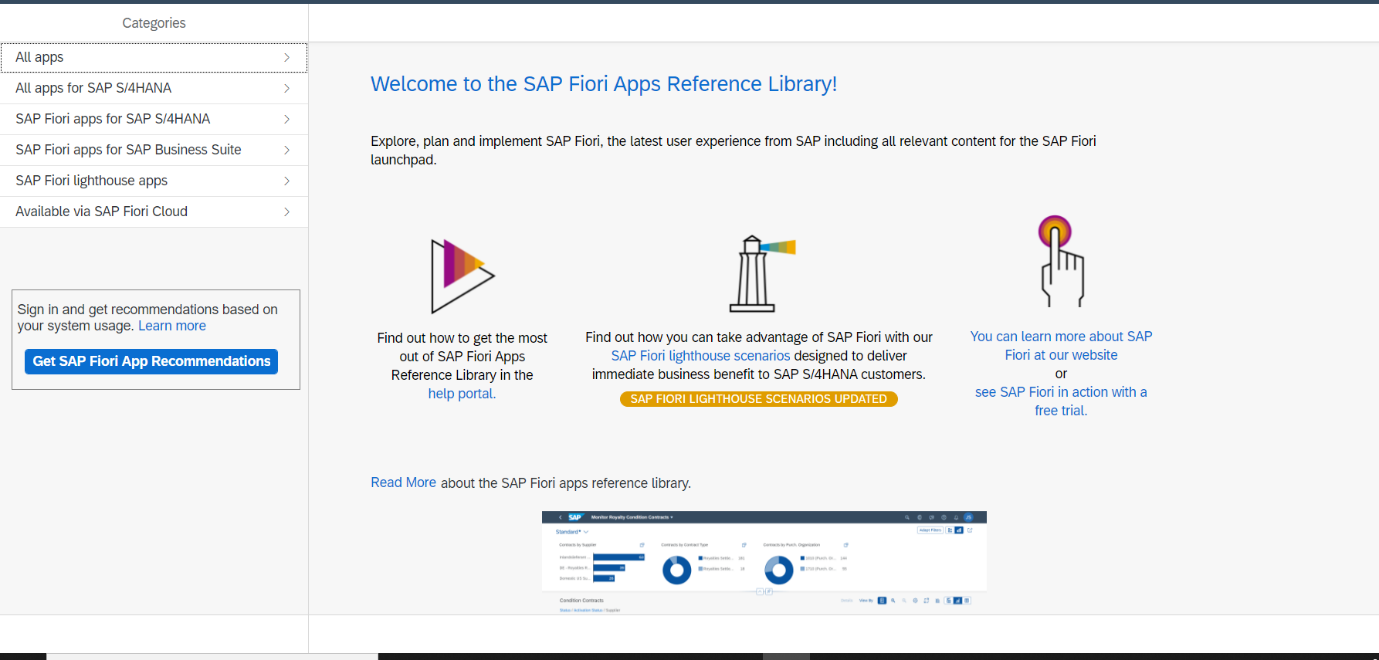 Categories
All apps
All apps for SAP S/4HANA
SAP Fiori apps for SAP S/4HANA
SAP Fiori apps for SAP Business Suite
SAP Fiori lighthouse apps
Available via SAP Fiori Cloud
Sign in and get recommendations based on
your system usage. Learn more
Get SAP Fiori App Recommendations
Welcome to the SAP Fiori Apps Reference Library!
Explore, plan and implement SAP Fiori, the latest user experience from SAP including all relevant content for the SAP Fiori
launchpad.
Find out how to get the most
out of SAP Fiori Apps
Reference Library in the
help portal.
Find out how you can take advantage of SAP Fiori with our
SAP Fiori lighthouse scenarios designed to deliver
immediate business benefit to SAP S/4HANA customers.
SAP FIORI LIGHTHOUSE SCENARIOS UPDATED
You can learn more about SAP
Fiori at our website
or
see SAP Fiori in action with a
free trial.
Read More about the SAP Fiori apps reference library.
SAP Monitor Royalty Condition Contracts
Standard*
Adapt Filters
Contracts by Supplier
Contracts by Contract Type
Contracts by Purch. Organization
Condition Contracts
View By